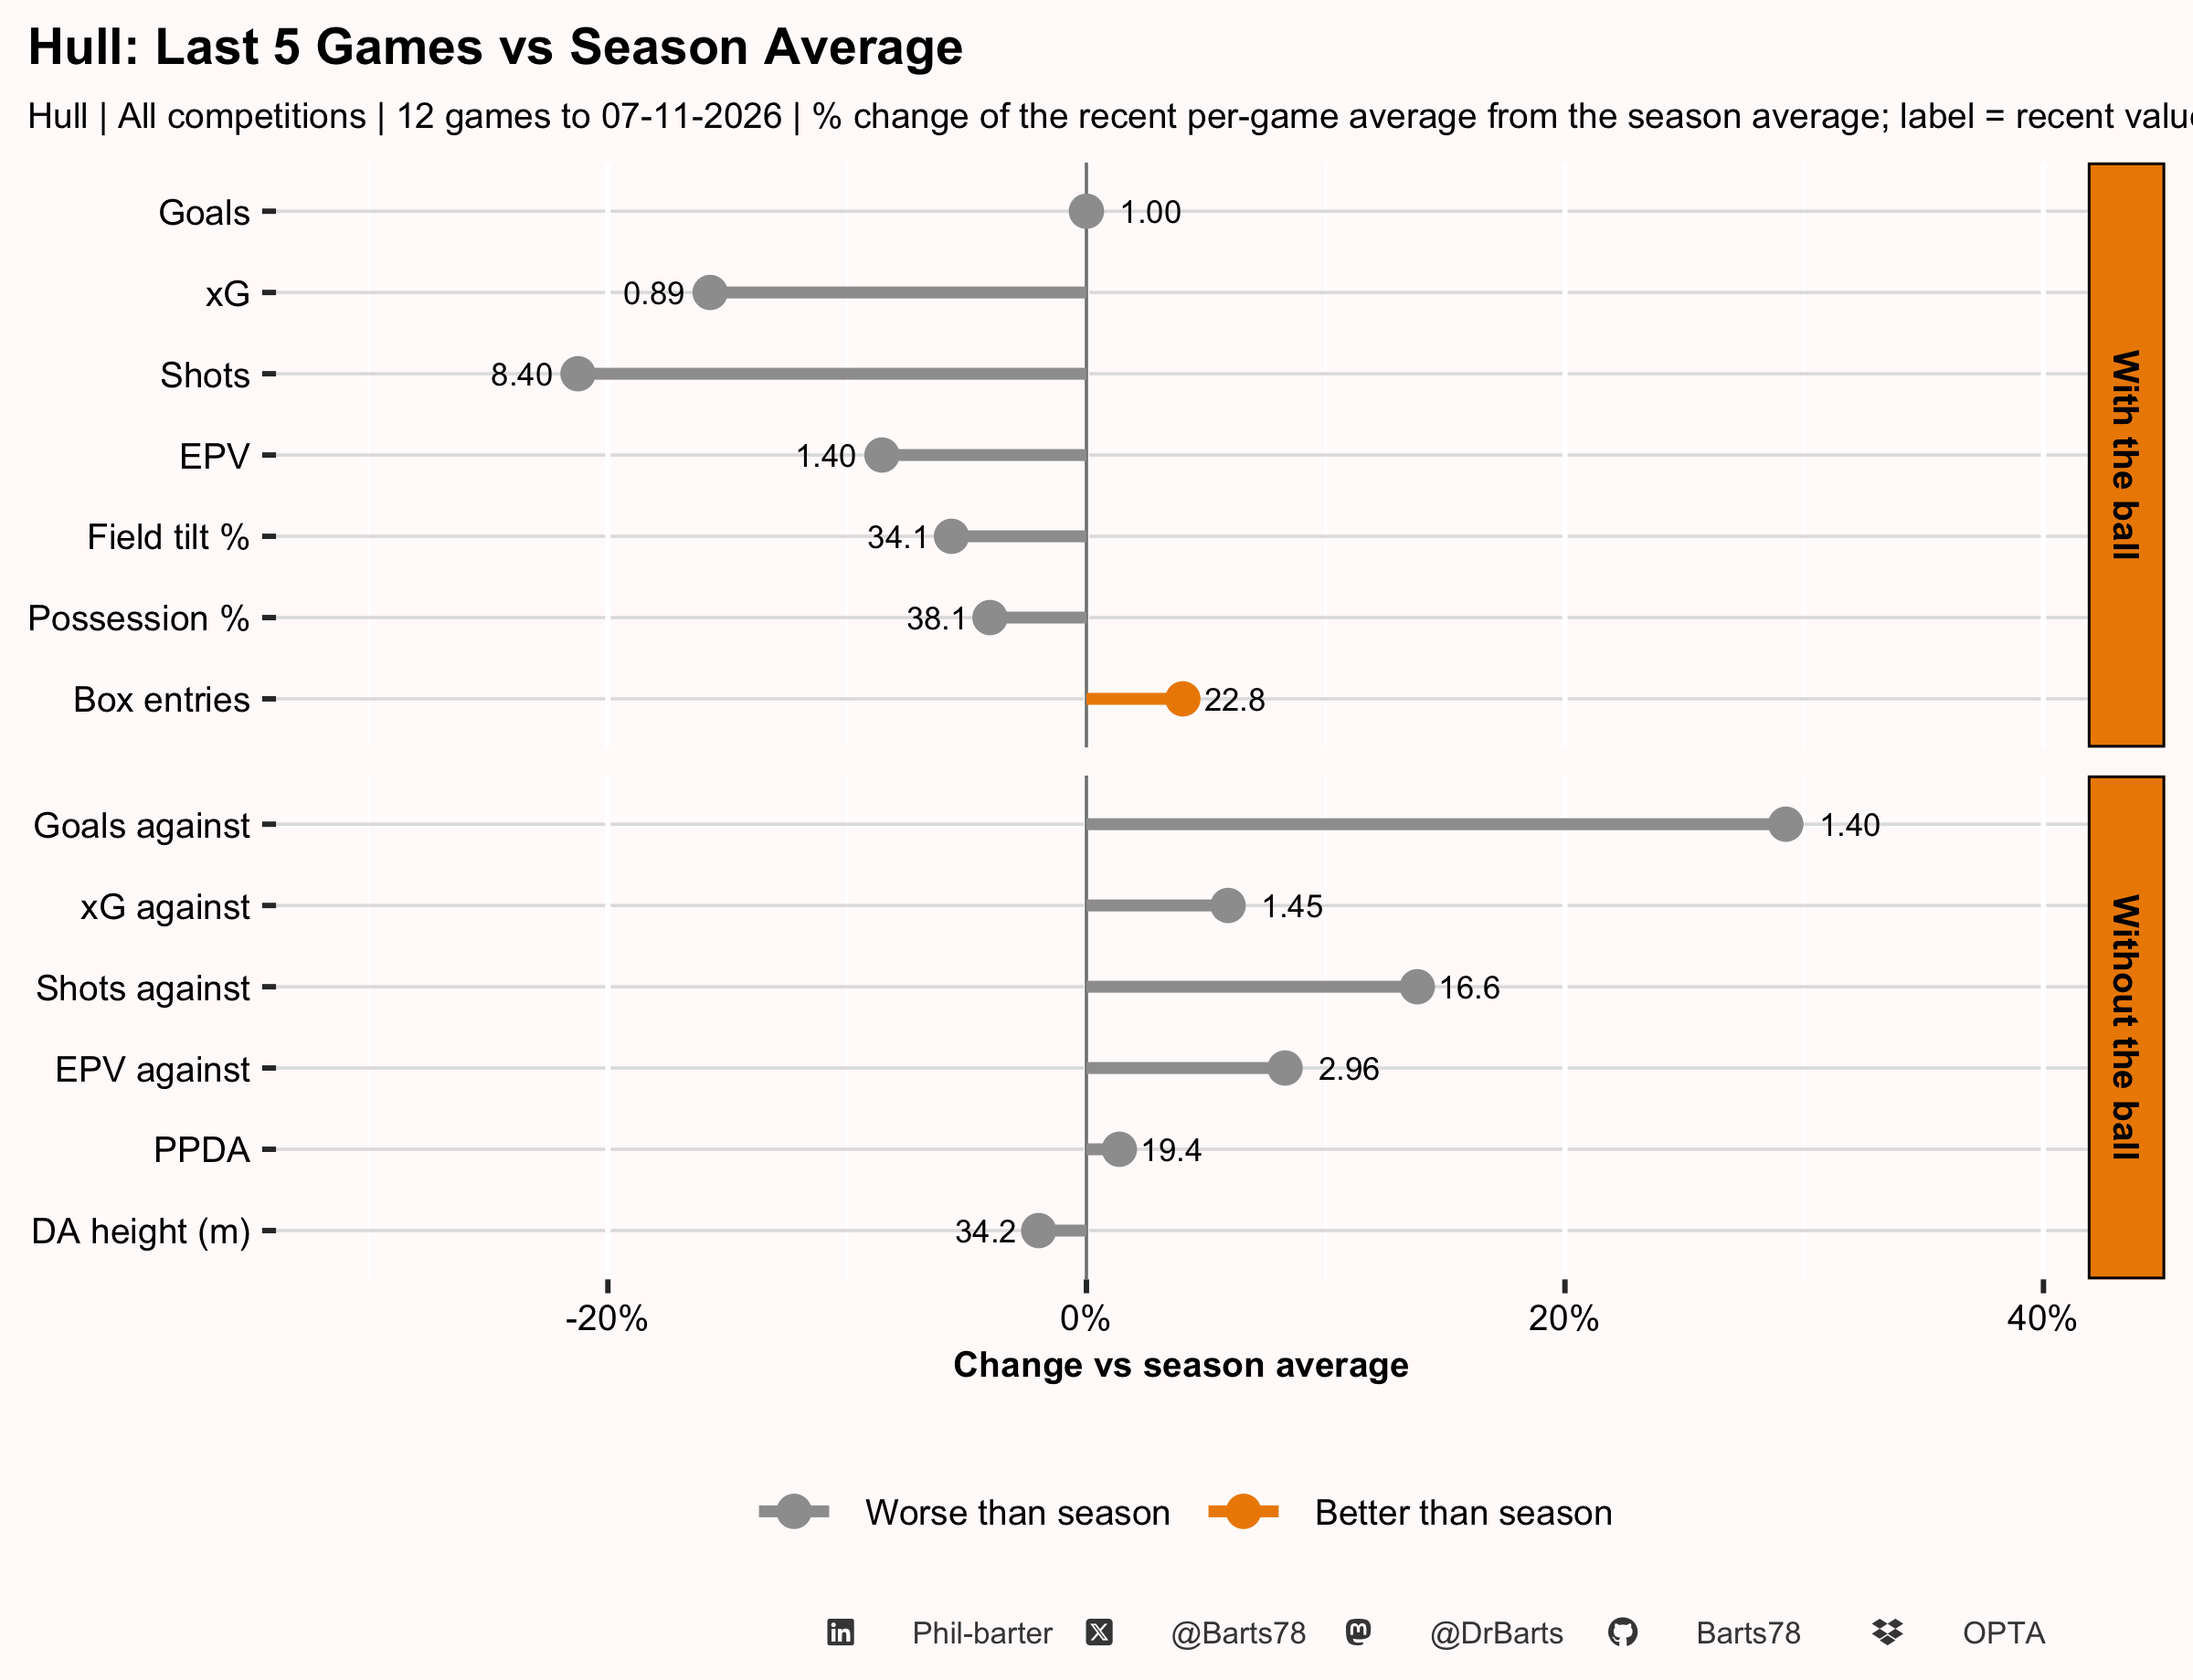 Hull: Last 5 Games vs Season Average
Hull | All competitions | 12 games to 07-11-2026 | % change of the recent per-game average from the season average; label = recent value
Goals 1.00
xG 0.89
Shots 8.40
EPV 1.40
Field tilt % 34.1
Possession % 38.1
Box entries 22.8
With the ball
Goals against 1.40
xG against 1.45
Shots against 16.6
EPV against 2.96
PPDA 19.4
DA height (m) 34.2
Without the ball
-20% 0% 20% 40%
Change vs season average
Worse than season Better than season
Phil-barter @Barts78 @DrBarts Barts78 OPTA